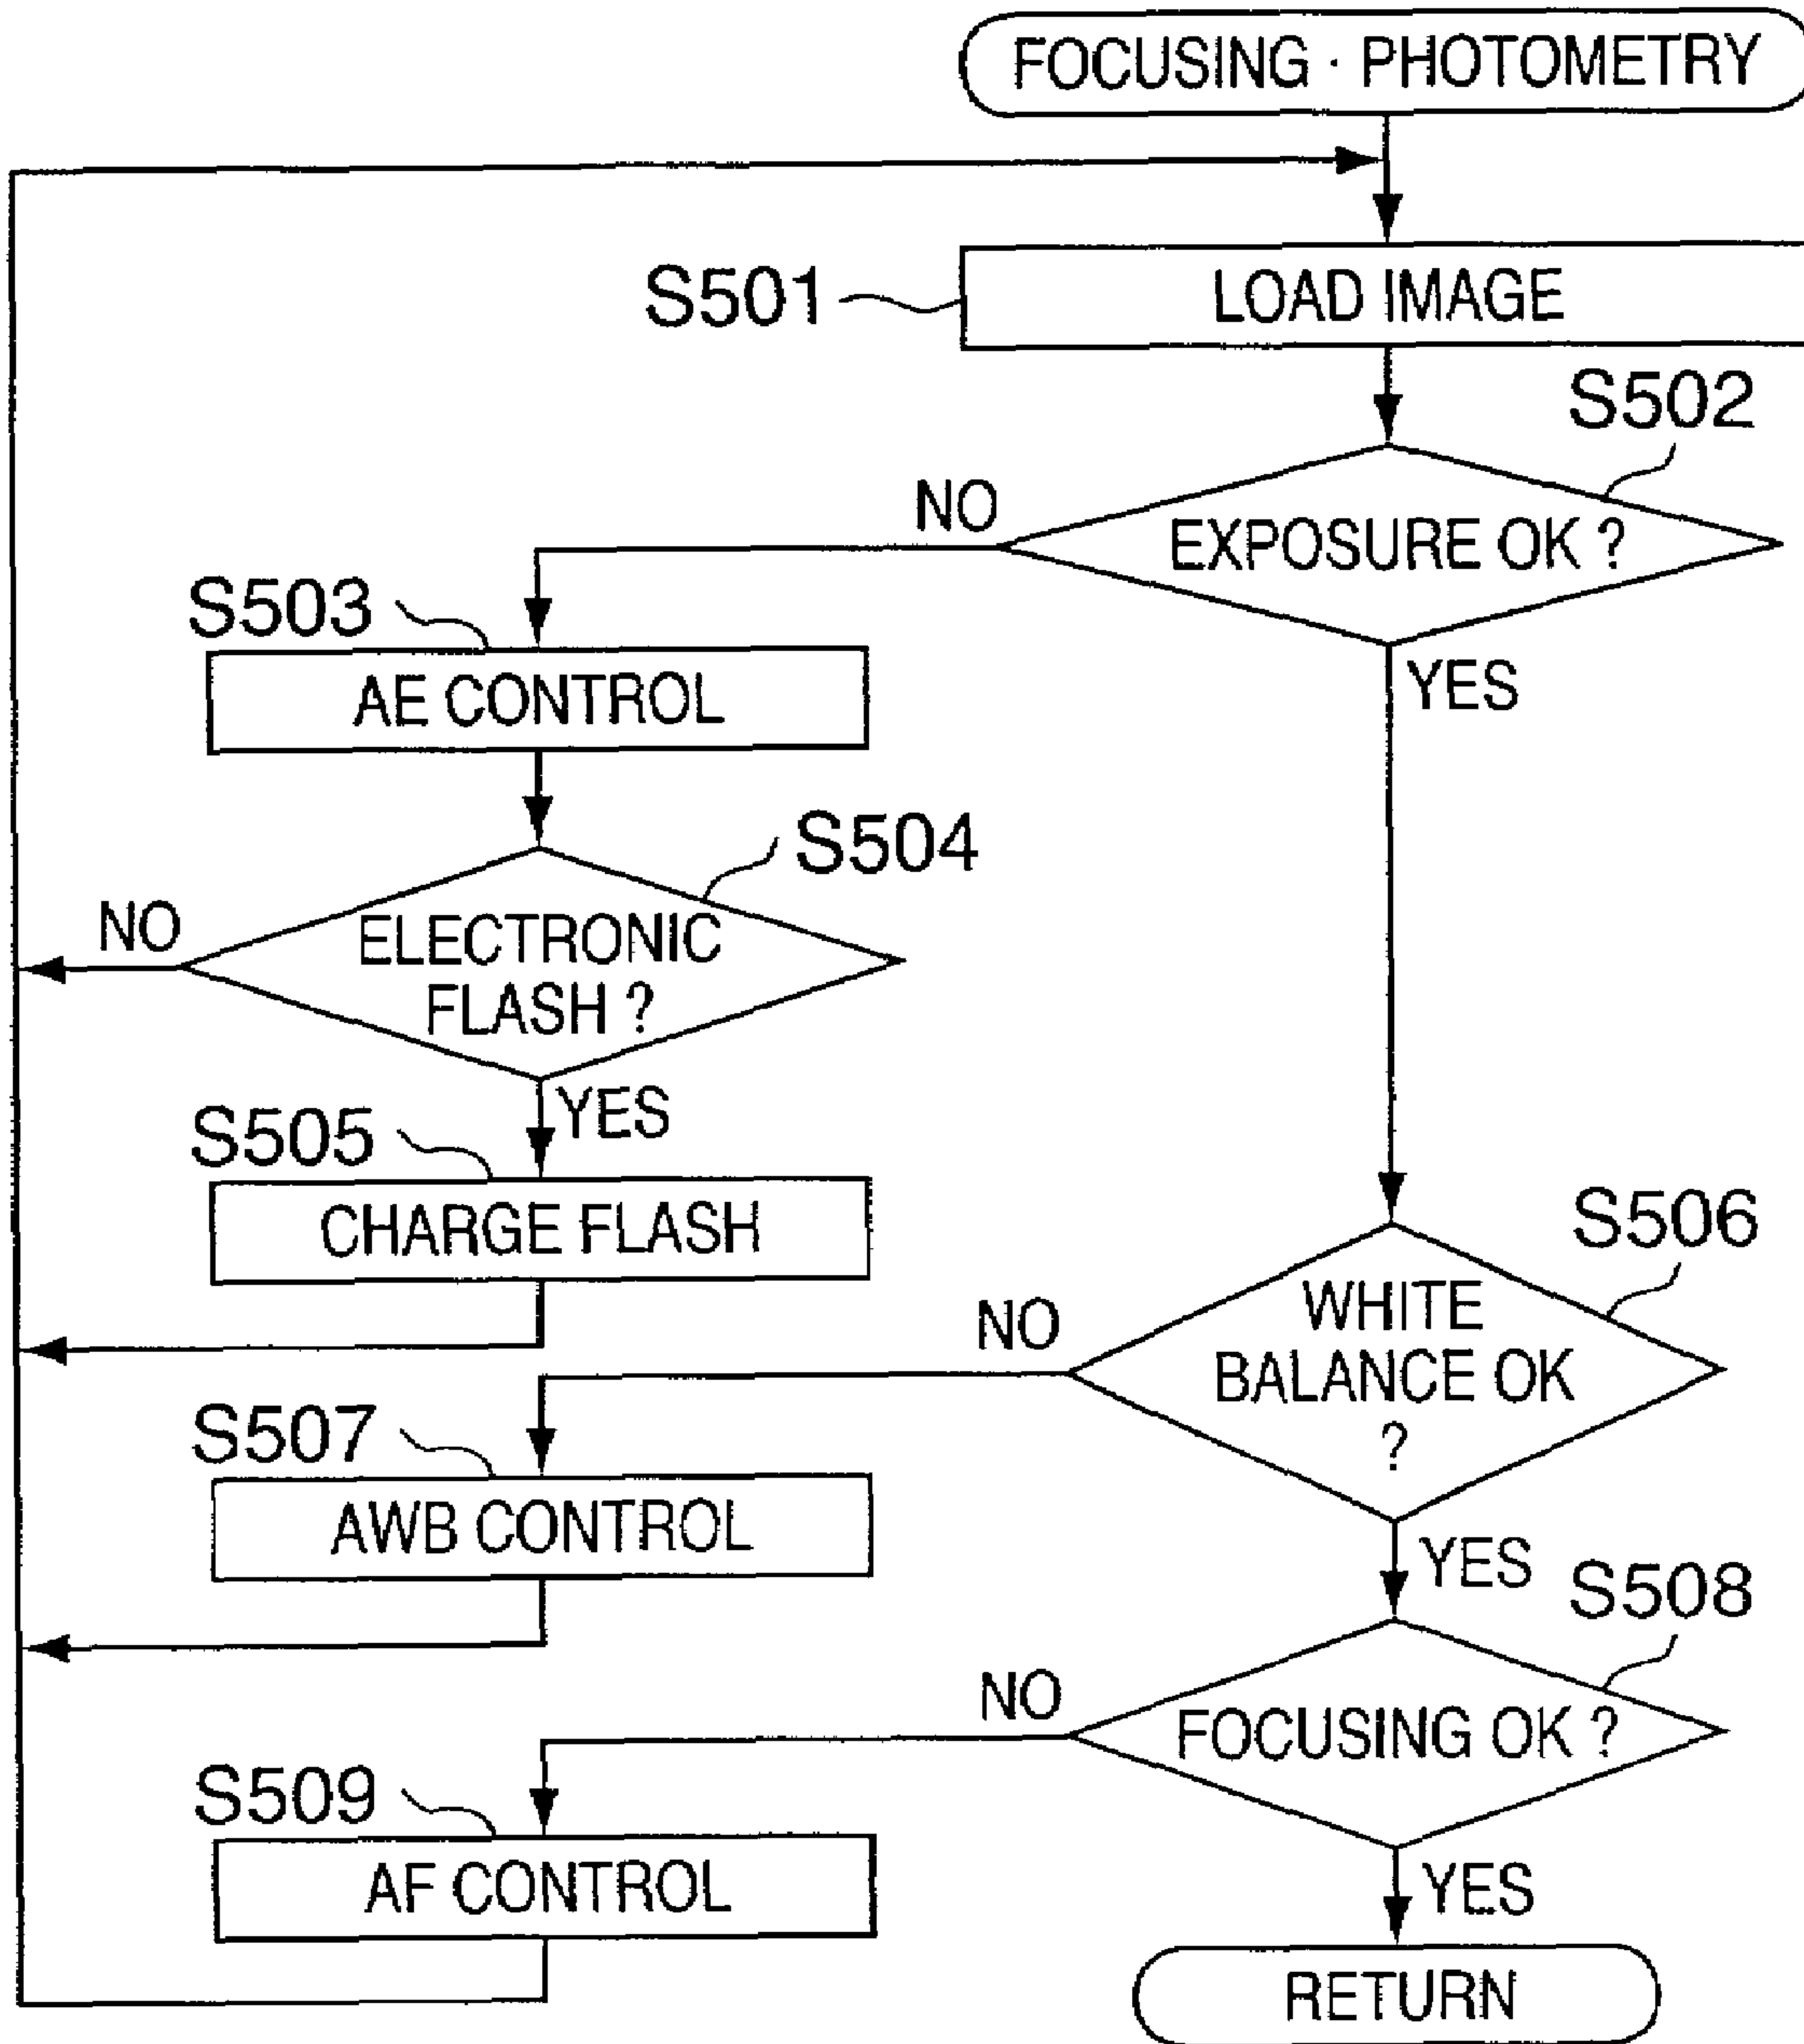 FOCUSING · PHOTOMETRY
S501
LOAD IMAGE
S502
NO
EXPOSURE OK ?
YES
S503
AE CONTROL
S504
NO
ELECTRONIC
FLASH ?
YES
S505
CHARGE FLASH
S506
NO
WHITE
BALANCE OK
?
YES
S507
AWB CONTROL
S508
NO
FOCUSING OK ?
YES
S509
AF CONTROL
RETURN